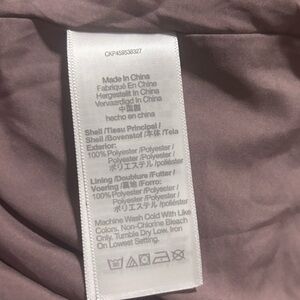 CKP459538327
Made In China
Fabriqué En Chine
Hergestellt In China
Vervaardigd In China
中国製
hecho en china
Shell /Tissu Principal /
Shell /Bovenstof /本体 /Tela
Exterior:
100% Polyester /Polyester /
Polyester /Polyester /
ポリエステル /poliéster
Lining /Doublure /Futter /
Voering /裏地 /Forro:
100% Polyester /Polyester /
Polyester /Polyester /
ポリエステル /poliéster
Machine Wash Cold With Like
Colors. Non-Chlorine Bleach
Only. Tumble Dry Low. Iron
On Lowest Setting.